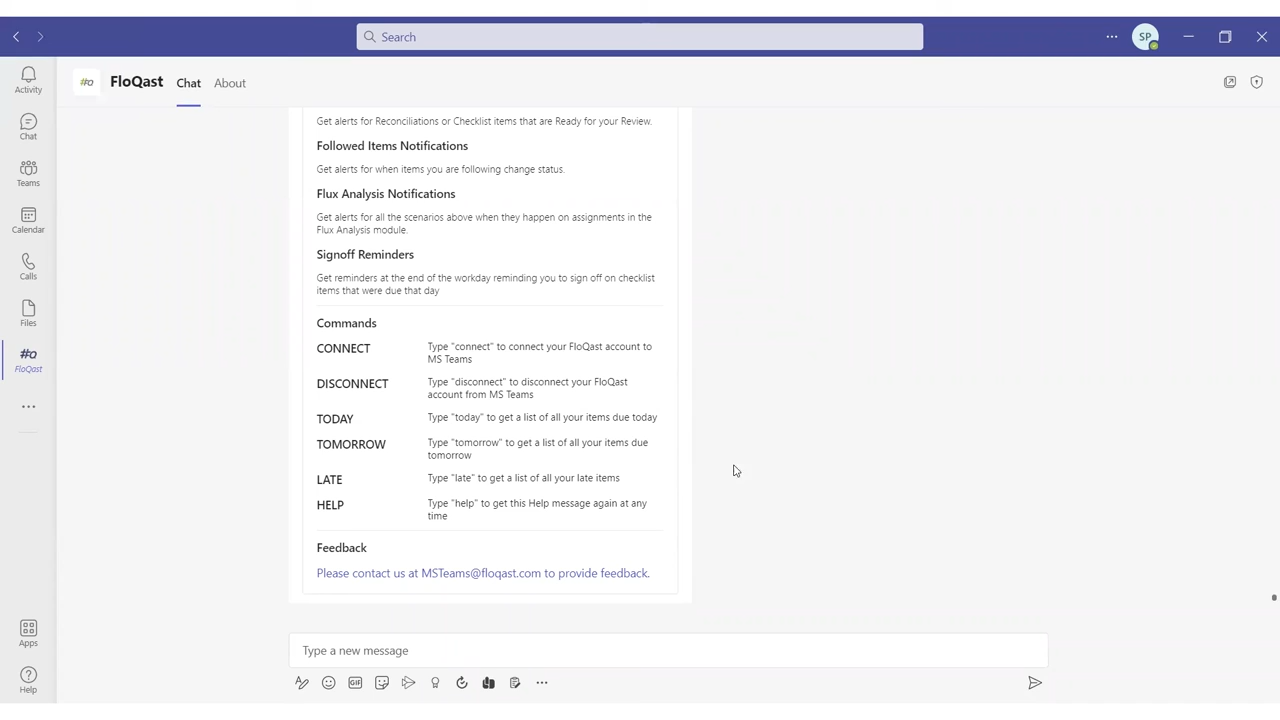 Search
SP
Activity
Chat
Teams
Calendar
Calls
Files
#a
FloQast
Apps
Help
#a
FloQast
Chat
About
Get alerts for Reconciliations or Checklist items that are Ready for your Review.
Followed Items Notifications
Get alerts for when items you are following change status.
Flux Analysis Notifications
Get alerts for all the scenarios above when they happen on assignments in the
Flux Analysis module.
Signoff Reminders
Get reminders at the end of the workday reminding you to sign off on checklist
items that were due that day
Commands
CONNECT
Type "connect" to connect your FloQast account to
MS Teams
DISCONNECT
Type "disconnect" to disconnect your FloQast
account from MS Teams
TODAY
Type "today" to get a list of all your items due today
TOMORROW
Type "tomorrow" to get a list of all your items due
tomorrow
LATE
Type "late" to get a list of all your late items
HELP
Type "help" to get this Help message again at any
time
Feedback
Please contact us at MSTeams@floqast.com to provide feedback.
Type a new message
GIF